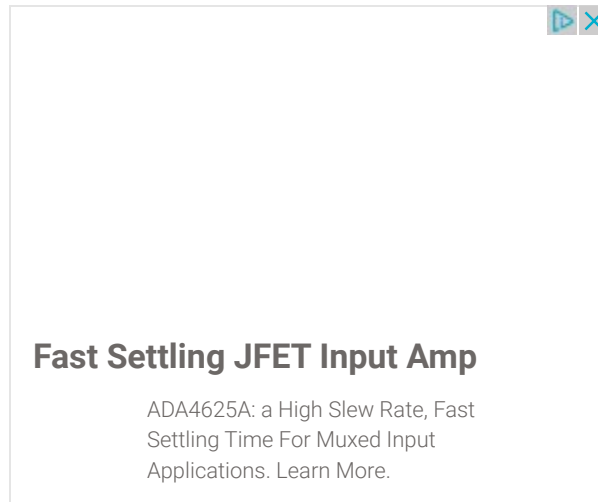 Fast Settling JFET Input Amp
ADA4625A: a High Slew Rate, Fast
Settling Time For Muxed Input
Applications. Learn More.